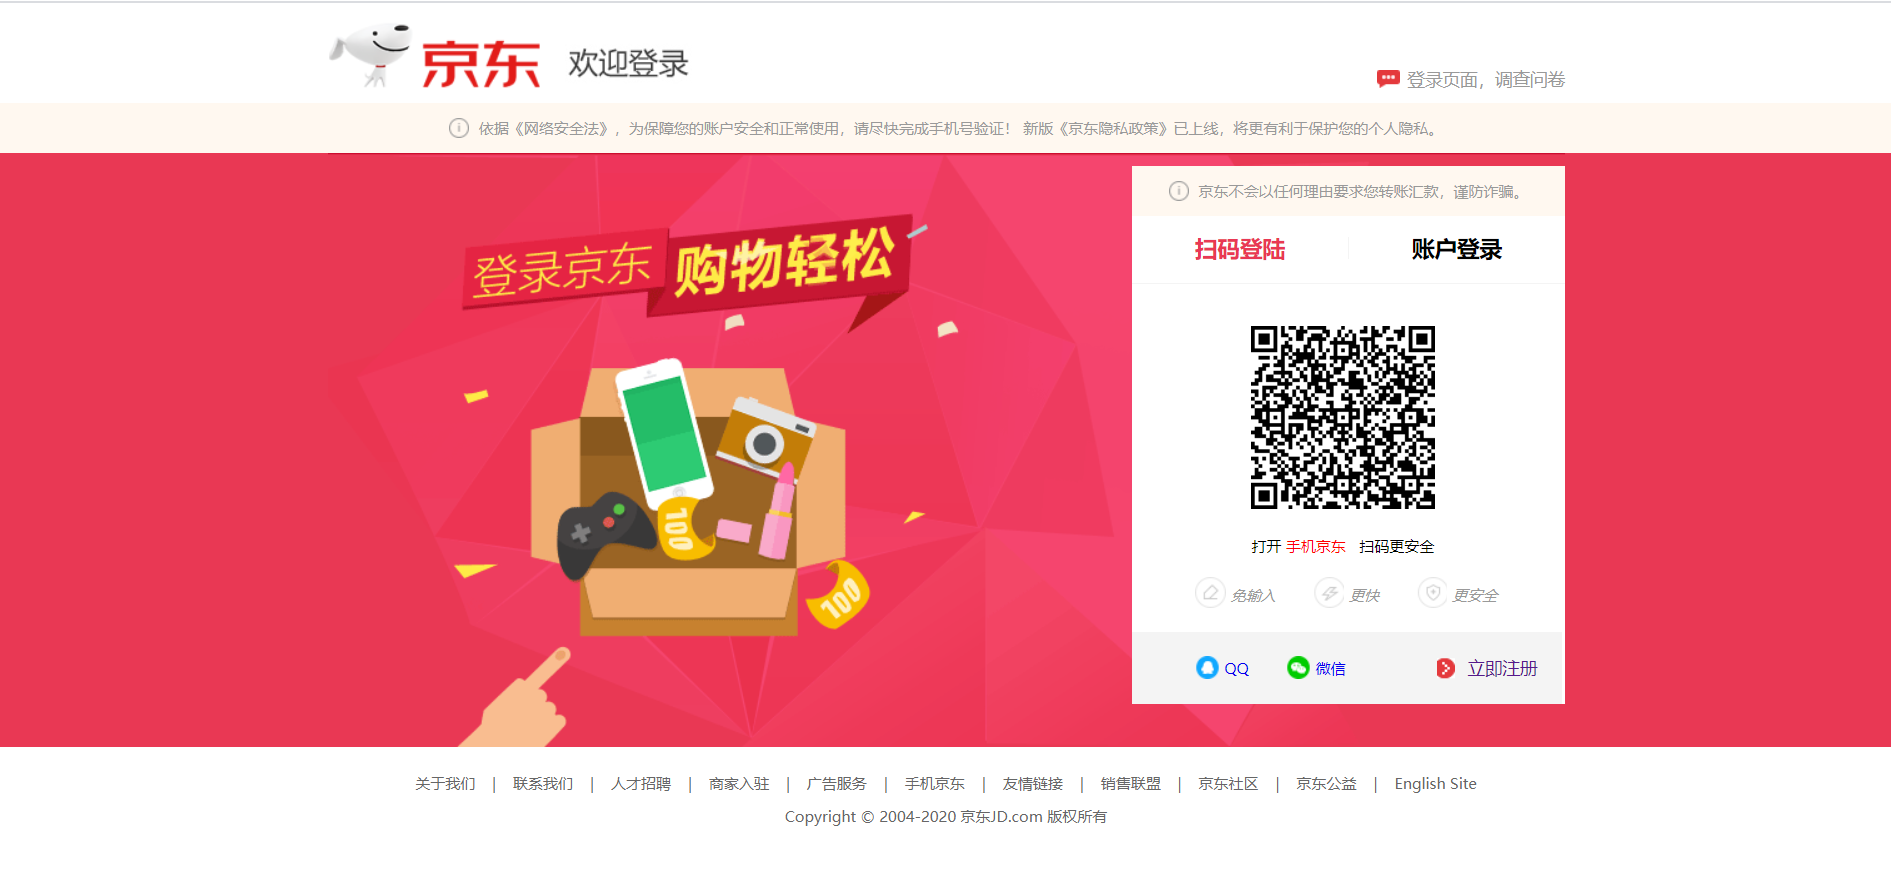 京东 欢迎登录
登录页面，调查问卷
依据《网络安全法》，为保障您的账户安全和正常使用，请尽快完成手机号验证！ 新版《京东隐私政策》已上线，将更有利于保护您的个人隐私。
登录京东 购物轻松
100
100
京东不会以任何理由要求您转账汇款，谨防诈骗。
扫码登陆 账户登录
打开 手机京东 扫码更安全
免输入 更快 更安全
QQ 微信 立即注册
关于我们 | 联系我们 | 人才招聘 | 商家入驻 | 广告服务 | 手机京东 | 友情链接 | 销售联盟 | 京东社区 | 京东公益 | English Site
Copyright © 2004-2020 京东JD.com 版权所有